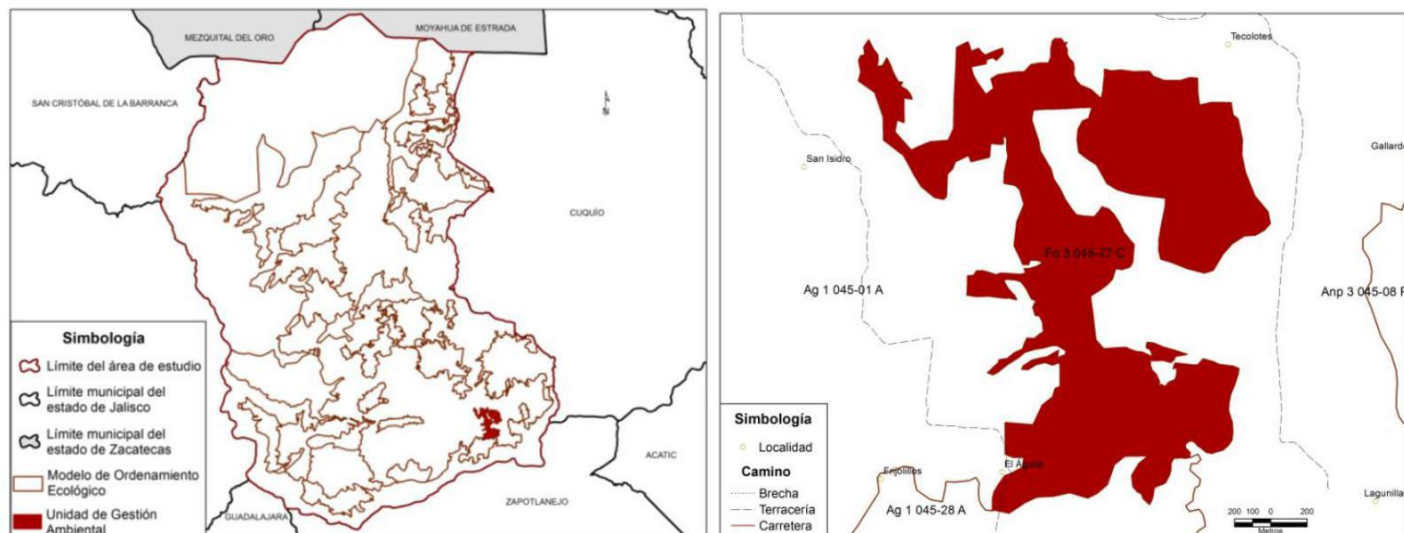 MEZQUITAL DEL ORO
MOYAHUA DE ESTRADA
SAN CRISTÓBAL DE LA BARRANCA
N
CUQUÍO
Simbología
Límite del área de estudio
Límite municipal del
estado de Jalisco
Límite municipal del
estado de Zacatecas
Modelo de Ordenamiento
Ecológico
Unidad de Gestión
Ambiental
ACATIC
ZAPOTLANEJO
GUADALAJARA
Tecolotes
San Isidro
Gallardo
Fo 3 045-27 C
Ag 1 045-01 A
Anp 3 045-08 P
Simbología
Localidad
Camino
Brecha
Terracería
Carretera
El Águila
Frijolillos
Ag 1 045-28 A
Lagunilla
200 100 0 200
Metros